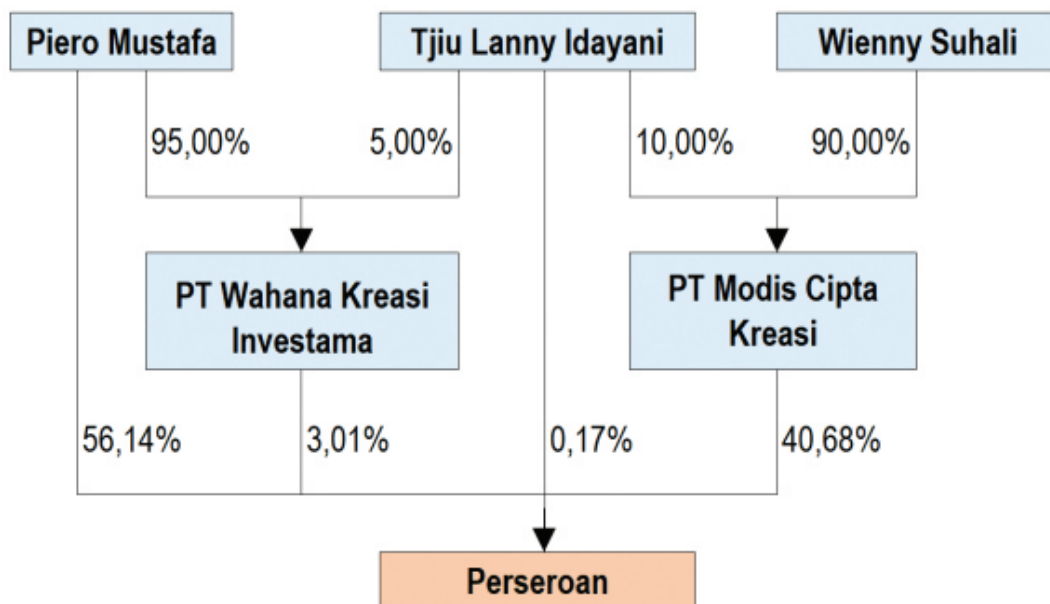 Piero Mustafa
Tjiu Lanny Idayani
Wienny Suhali
95,00%
5,00%
10,00%
90,00%
PT Wahana Kreasi
Investama
PT Modis Cipta
Kreasi
56,14%
3,01%
0,17%
40,68%
Perseroan